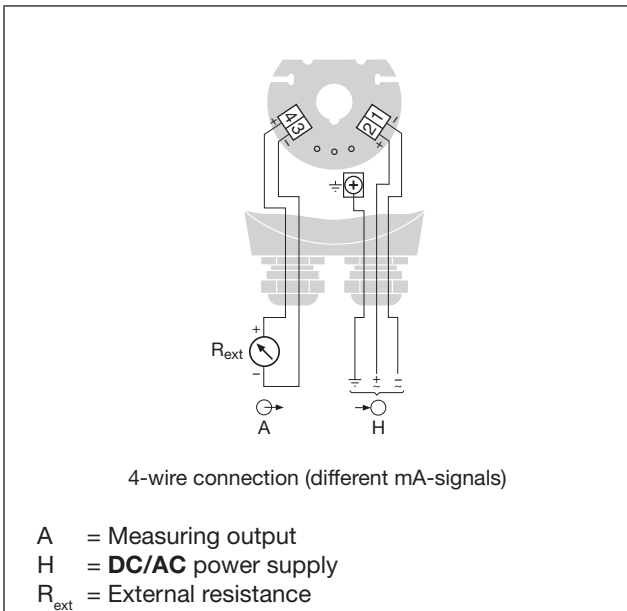 + 4 3 −
2 1 − +
+
R_ext
+
−
+ ~
− ~
A
H
4-wire connection (different mA-signals)
A = Measuring output
H = DC/AC power supply
R_ext = External resistance